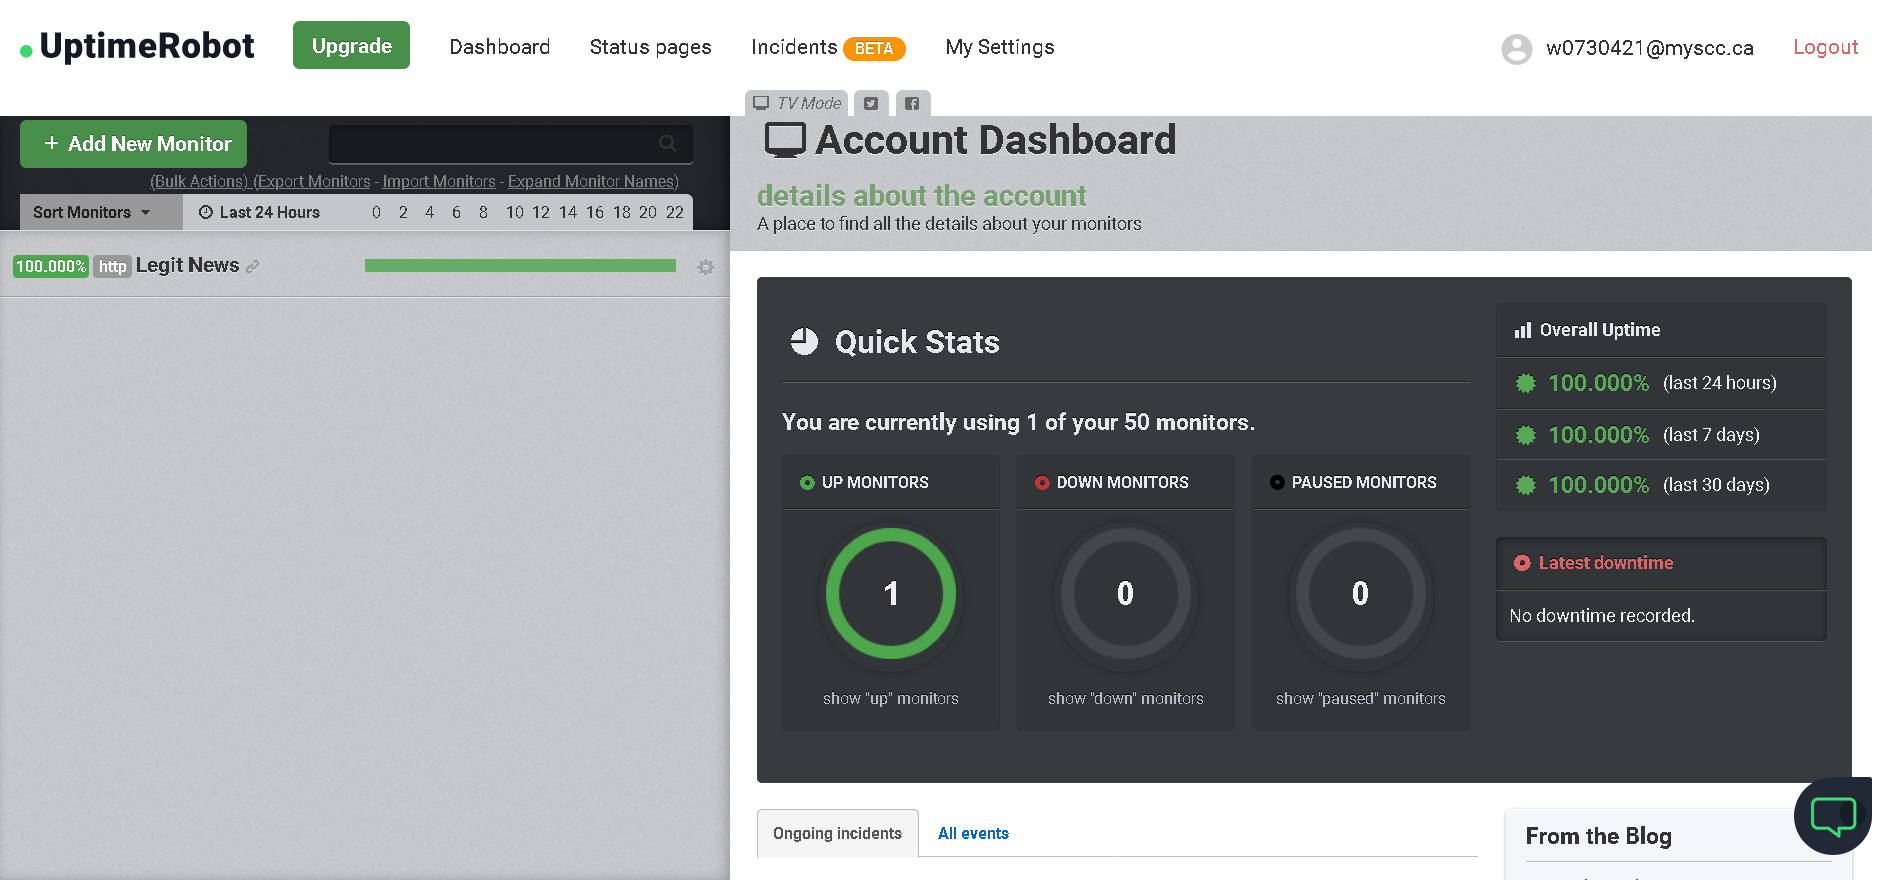 UptimeRobot
Upgrade
Dashboard
Status pages
Incidents BETA
My Settings
w0730421@myscc.ca
Logout
TV Mode
+ Add New Monitor
(Bulk Actions) (Export Monitors - Import Monitors - Expand Monitor Names)
Sort Monitors
Last 24 Hours
0 2 4 6 8 10 12 14 16 18 20 22
100.000% http Legit News
Account Dashboard
details about the account
A place to find all the details about your monitors
Quick Stats
You are currently using 1 of your 50 monitors.
UP MONITORS
1
show "up" monitors
DOWN MONITORS
0
show "down" monitors
PAUSED MONITORS
0
show "paused" monitors
Overall Uptime
100.000% (last 24 hours)
100.000% (last 7 days)
100.000% (last 30 days)
Latest downtime
No downtime recorded.
Ongoing incidents
All events
From the Blog